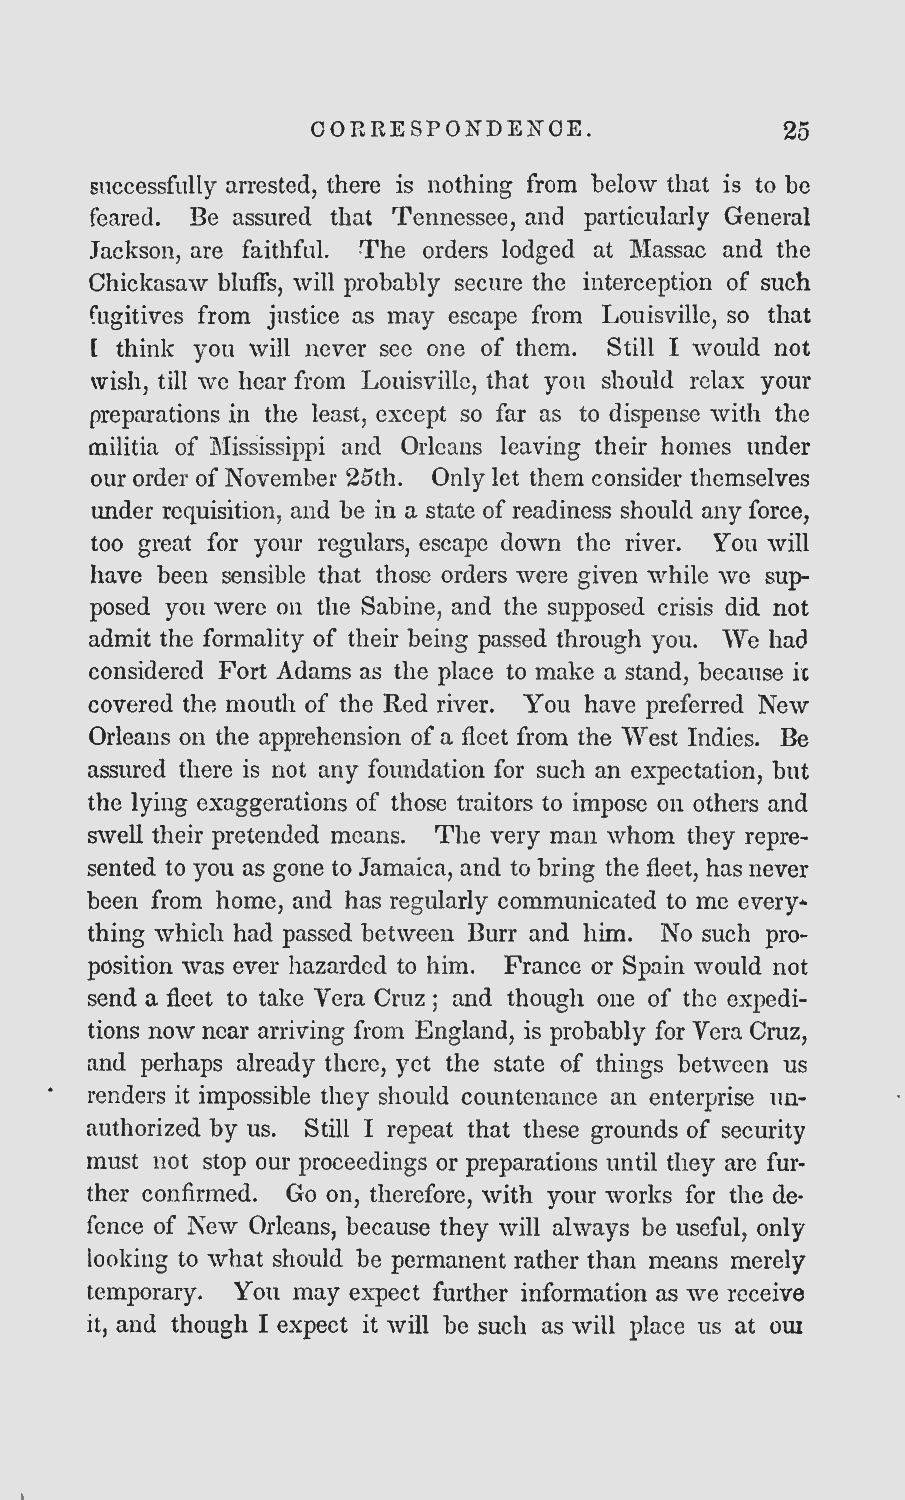 CORRESPONDENCE. 25
successfully arrested, there is nothing from below that is to be
feared. Be assured that Tennessee, and particularly General
Jackson, are faithful. The orders lodged at Massac and the
Chickasaw bluffs, will probably secure the interception of such
fugitives from justice as may escape from Louisville, so that
I think you will never see one of them. Still I would not
wish, till we hear from Louisville, that you should relax your
preparations in the least, except so far as to dispense with the
militia of Mississippi and Orleans leaving their homes under
our order of November 25th. Only let them consider themselves
under requisition, and be in a state of readiness should any force,
too great for your regulars, escape down the river. You will
have been sensible that those orders were given while we sup-
posed you were on the Sabine, and the supposed crisis did not
admit the formality of their being passed through you. We had
considered Fort Adams as the place to make a stand, because it
covered the mouth of the Red river. You have preferred New
Orleans on the apprehension of a fleet from the West Indies. Be
assured there is not any foundation for such an expectation, but
the lying exaggerations of those traitors to impose on others and
swell their pretended means. The very man whom they repre-
sented to you as gone to Jamaica, and to bring the fleet, has never
been from home, and has regularly communicated to me every-
thing which had passed between Burr and him. No such pro-
position was ever hazarded to him. France or Spain would not
send a fleet to take Vera Cruz; and though one of the expedi-
tions now near arriving from England, is probably for Vera Cruz,
and perhaps already there, yet the state of things between us
renders it impossible they should countenance an enterprise un-
authorized by us. Still I repeat that these grounds of security
must not stop our proceedings or preparations until they are fur-
ther confirmed. Go on, therefore, with your works for the de-
fence of New Orleans, because they will always be useful, only
looking to what should be permanent rather than means merely
temporary. You may expect further information as we receive
it, and though I expect it will be such as will place us at our